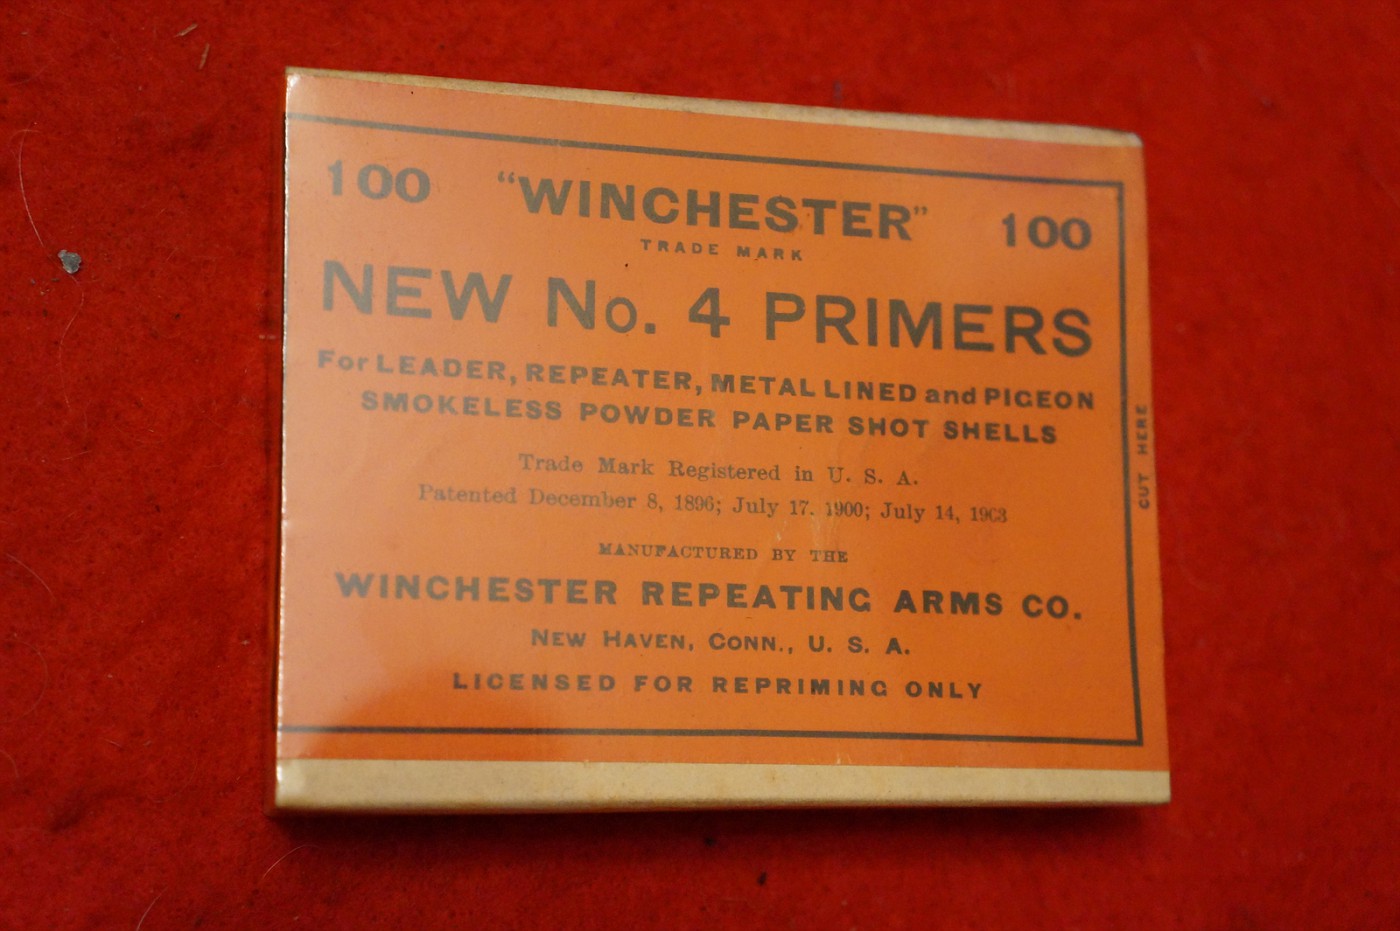 100 "WINCHESTER" 100
TRADE MARK
NEW No. 4 PRIMERS
For LEADER, REPEATER, METAL LINED and PIGEON
SMOKELESS POWDER PAPER SHOT SHELLS
Trade Mark Registered in U. S. A.
Patented December 8, 1896; July 17. 1900; July 14, 1903
MANUFACTURED BY THE
WINCHESTER REPEATING ARMS CO.
NEW HAVEN, CONN., U. S. A.
LICENSED FOR REPRIMING ONLY
CUT HERE